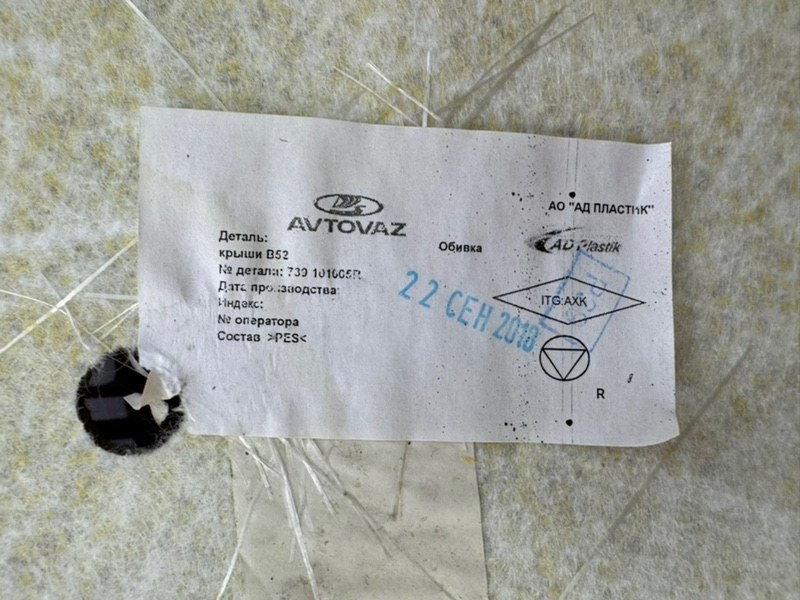 AVTOVAZ
АО "АД ПЛАСТИК"
Деталь: Обивка
AD Plastik
крыши B52
№ детали: 739 101005R
Дата производства:
22 СЕН 2018
ITG:AXK
Индекс:
№ оператора
Состав >PES<
R